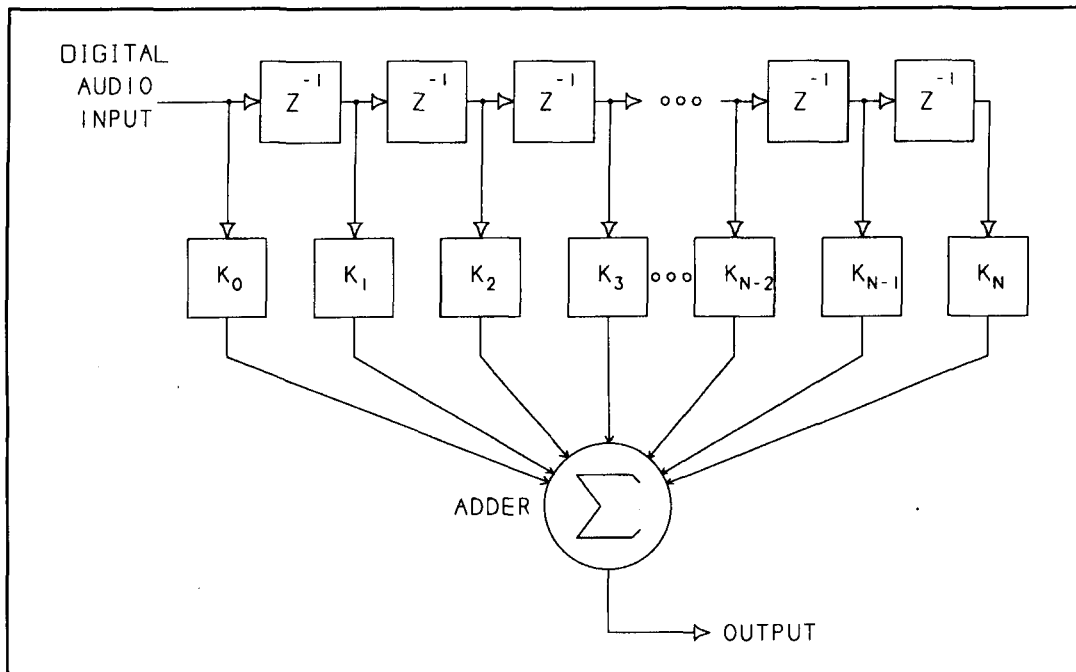 DIGITAL
AUDIO
INPUT
Z⁻¹ Z⁻¹ Z⁻¹ ooo Z⁻¹ Z⁻¹
K₀ K₁ K₂ K₃ ooo K_N-2 K_N-1 K_N
ADDER Σ
OUTPUT